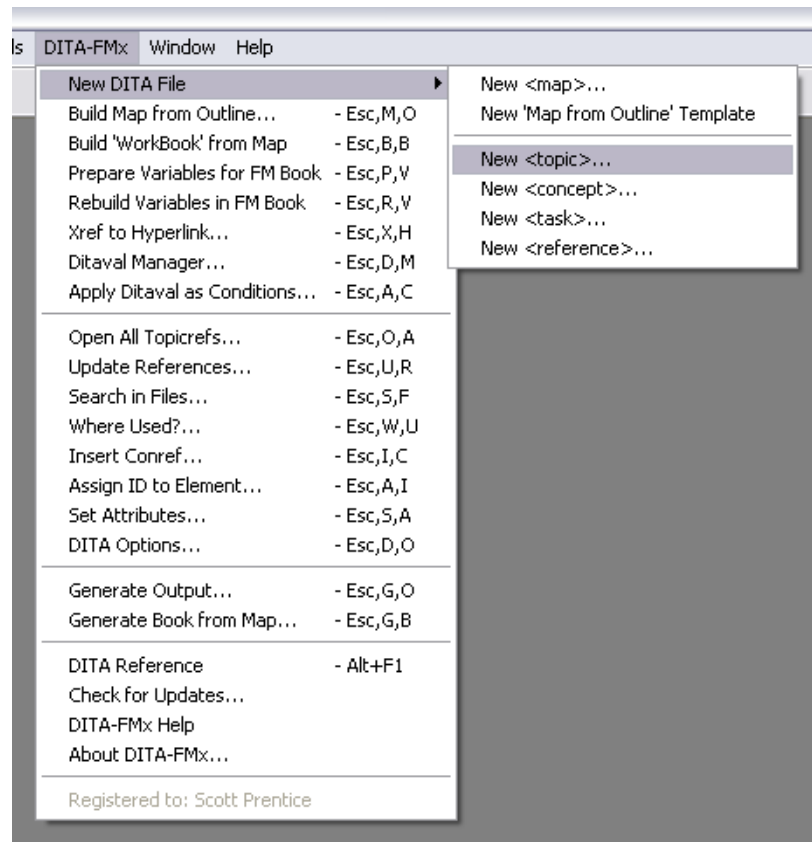 ls DITA-FMx Window Help
New DITA File
Build Map from Outline... - Esc,M,O
Build 'WorkBook' from Map - Esc,B,B
Prepare Variables for FM Book - Esc,P,V
Rebuild Variables in FM Book - Esc,R,V
Xref to Hyperlink... - Esc,X,H
Ditaval Manager... - Esc,D,M
Apply Ditaval as Conditions... - Esc,A,C
Open All Topicrefs... - Esc,O,A
Update References... - Esc,U,R
Search in Files... - Esc,S,F
Where Used?... - Esc,W,U
Insert Conref... - Esc,I,C
Assign ID to Element... - Esc,A,I
Set Attributes... - Esc,S,A
DITA Options... - Esc,D,O
Generate Output... - Esc,G,O
Generate Book from Map... - Esc,G,B
DITA Reference - Alt+F1
Check for Updates...
DITA-FMx Help
About DITA-FMx...
Registered to: Scott Prentice
New <map>...
New 'Map from Outline' Template
New <topic>...
New <concept>...
New <task>...
New <reference>...